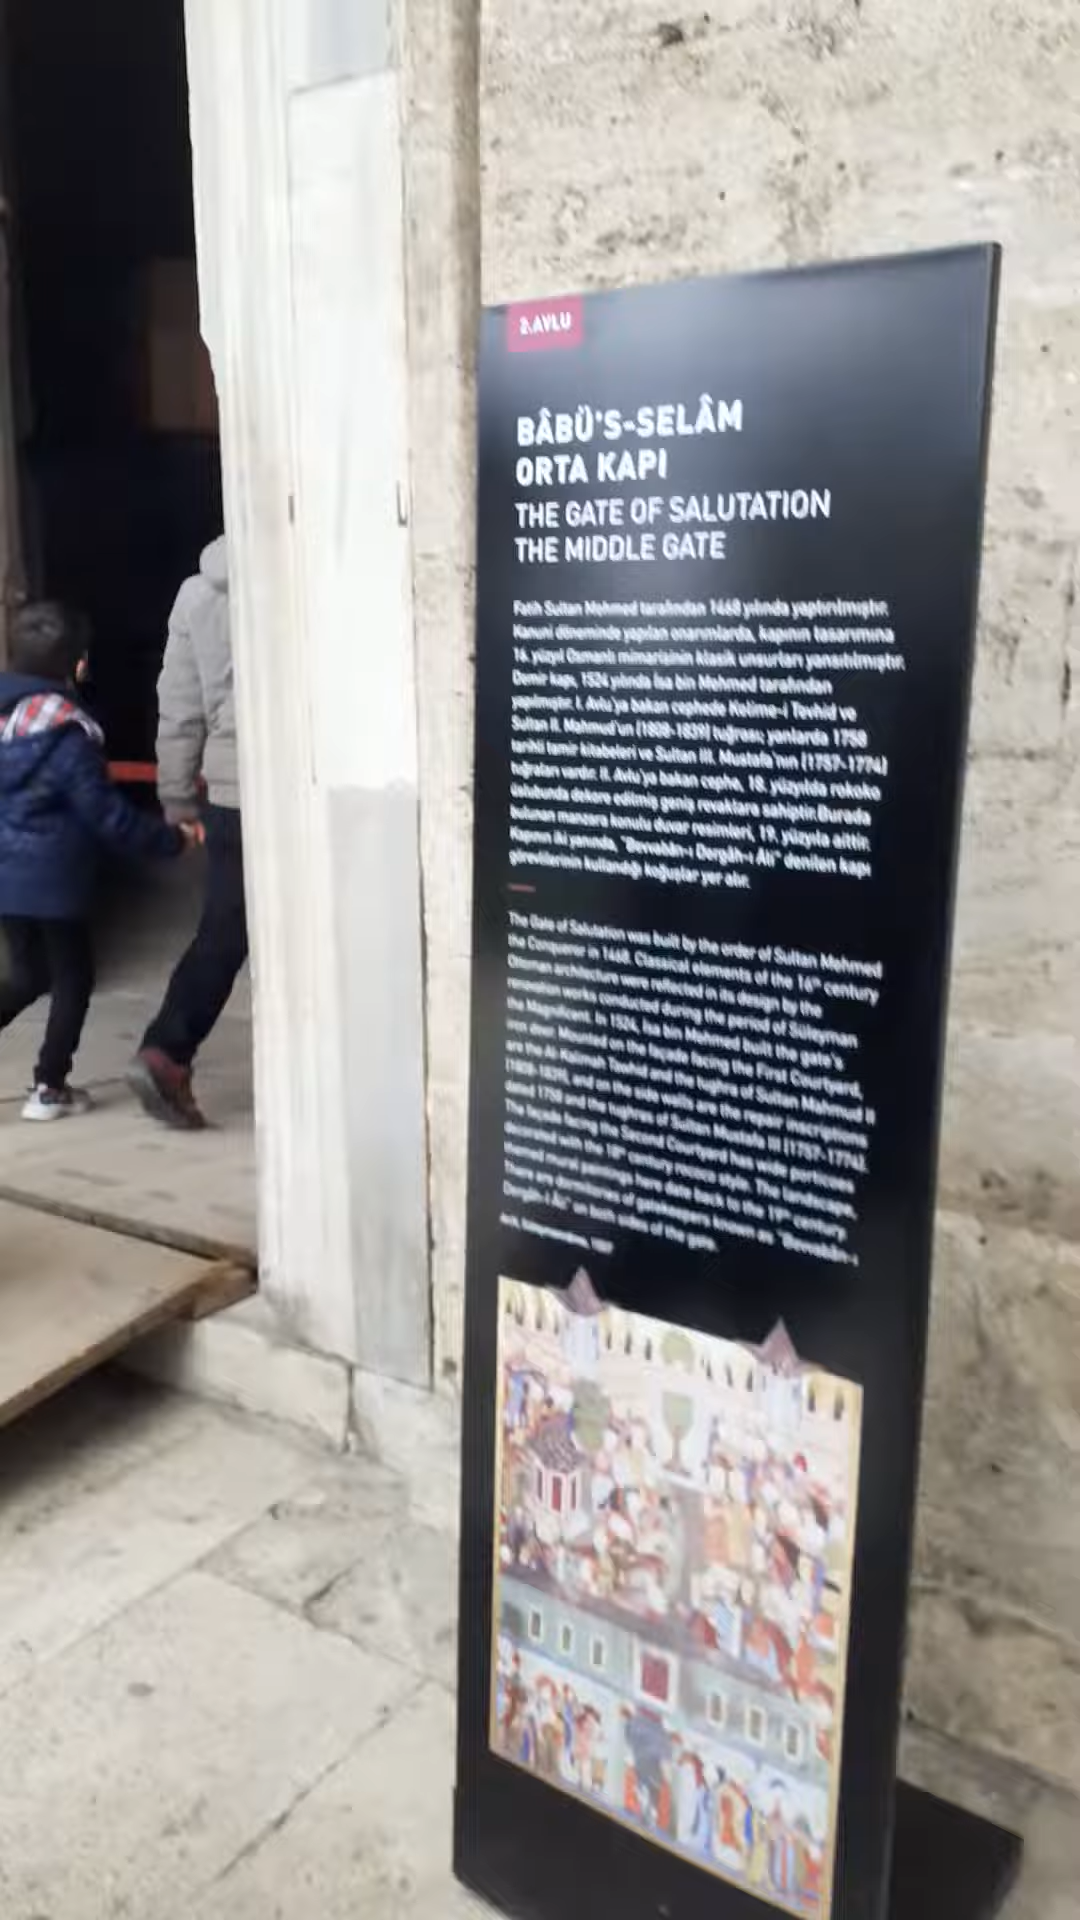 2.AVLU
BÂBÜ'S-SELÂM
ORTA KAPI
THE GATE OF SALUTATION
THE MIDDLE GATE
Fatih Sultan Mehmed tarafından 1468 yılında yaptırılmıştır.
Kanuni döneminde yapılan onarımlarda, kapının tasarımına
16. yüzyıl Osmanlı mimarisinin klasik unsurları yansıtılmıştır.
Demir kapı, 1524 yılında İsa bin Mehmed tarafından
yapılmıştır. I. Avlu'ya bakan cephede Kelime-i Tevhid ve
Sultan II. Mahmud'un (1808-1839) tuğrası; yanlarda 1758
tarihli tamir kitabeleri ve Sultan III. Mustafa'nın (1757-1774)
tuğraları vardır. II. Avlu'ya bakan cephe, 18. yüzyılda rokoko
üslubunda dekore edilmiş geniş revaklara sahiptir.Burada
bulunan manzara konulu duvar resimleri, 19. yüzyıla aittir.
Kapının iki yanında, "Bevvabân-ı Dergâh-ı Âli" denilen kapı
görevlilerinin kullandığı koğuşlar yer alır.
The Gate of Salutation was built by the order of Sultan Mehmed
the Conqueror in 1468. Classical elements of the 16th century
Ottoman architecture were reflected in its design by the
renovation works conducted during the period of Süleyman
the Magnificent. In 1524, İsa bin Mehmed built the gate's
iron door. Mounted on the façade facing the First Courtyard,
are the Al-Kalimah Tawhid and the tughra of Sultan Mahmud II
(1808-1839), and on the side walls are the repair inscriptions
dated 1758 and the tughras of Sultan Mustafa III (1757-1774).
The façade facing the Second Courtyard has wide porticoes
decorated with the 18th century rococo style. The landscape,
themed mural paintings here date back to the 19th century.
There are dormitories of gatekeepers known as "Bevvabân-ı
Dergâh-ı Âli" on both sides of the gate.